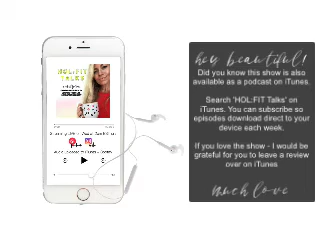 HOL:FIT
TALKS
hey beautiful!
Did you know this show is also
available as a podcast on iTunes.
Search 'HOL:FIT Talks' on
iTunes. You can subscribe so
episodes download direct to your
device each week.
If you love the show - I would be
grateful for you to leave a review
over on iTunes
much love